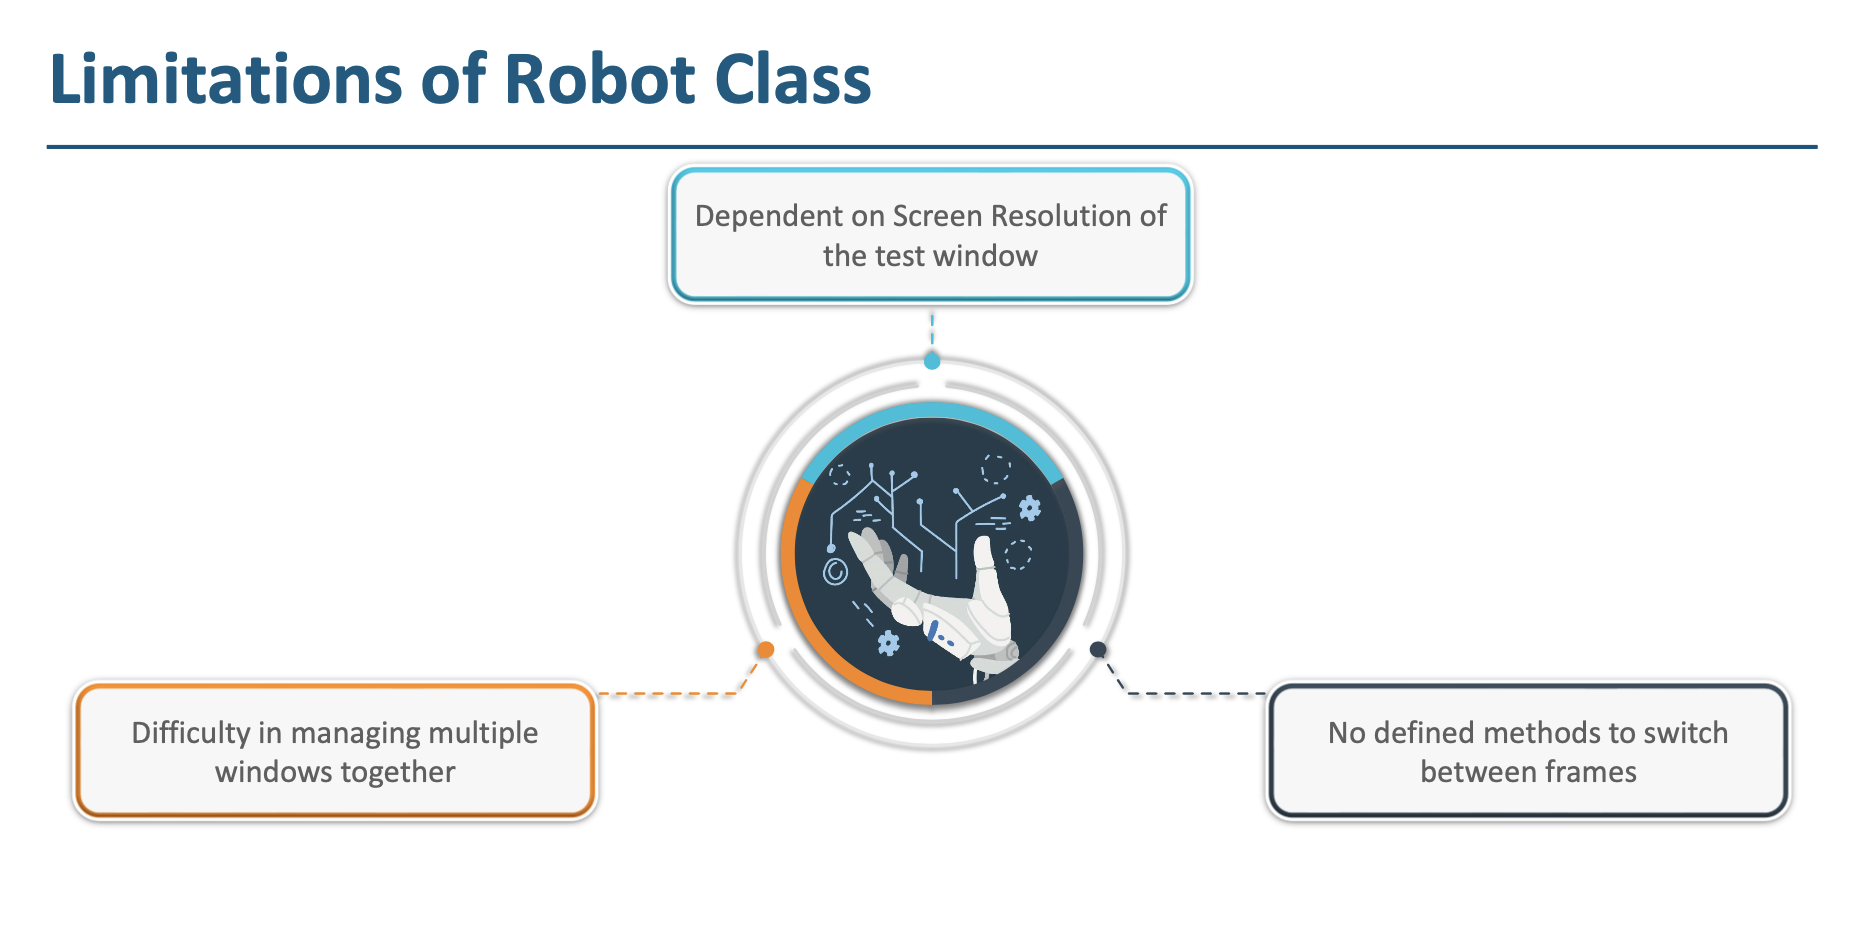 Limitations of Robot Class
Dependent on Screen Resolution of
the test window
Difficulty in managing multiple
windows together
No defined methods to switch
between frames